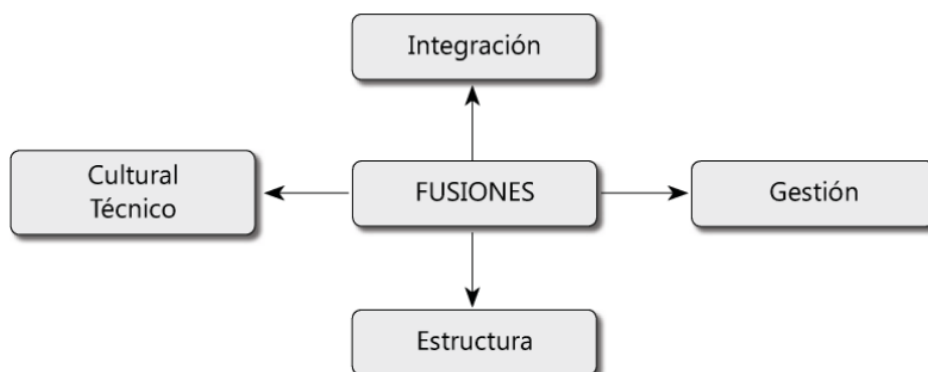 Integración
Cultural
Técnico
FUSIONES
Gestión
Estructura